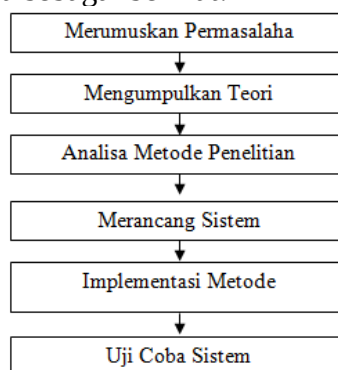 Merumuskan Permasalaha
Mengumpulkan Teori
Analisa Metode Penelitian
Merancang Sistem
Implementasi Metode
Uji Coba Sistem